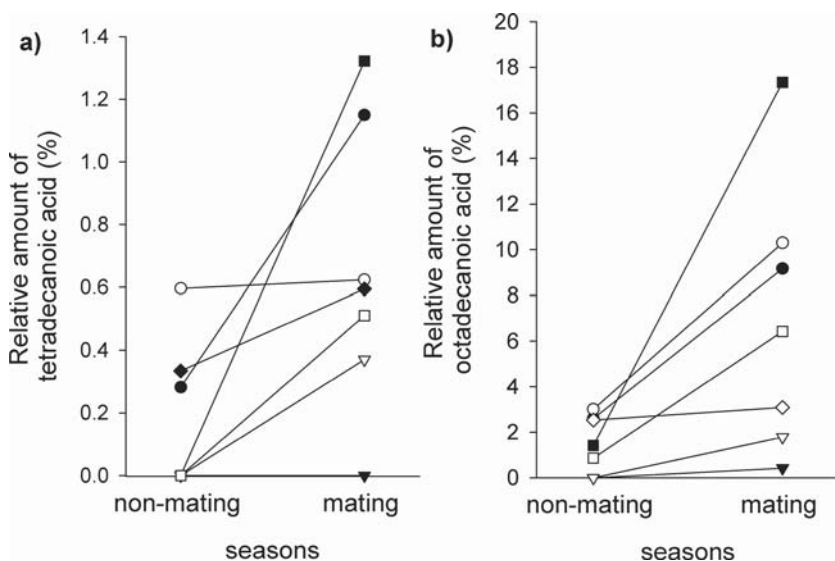 a)
Relative amount of
tetradecanoic acid (%)
1.4
1.2
1.0
0.8
0.6
0.4
0.2
0.0
non-mating
mating
seasons
b)
Relative amount of
octadecanoic acid (%)
20
18
16
14
12
10
8
6
4
2
0
non-mating
mating
seasons